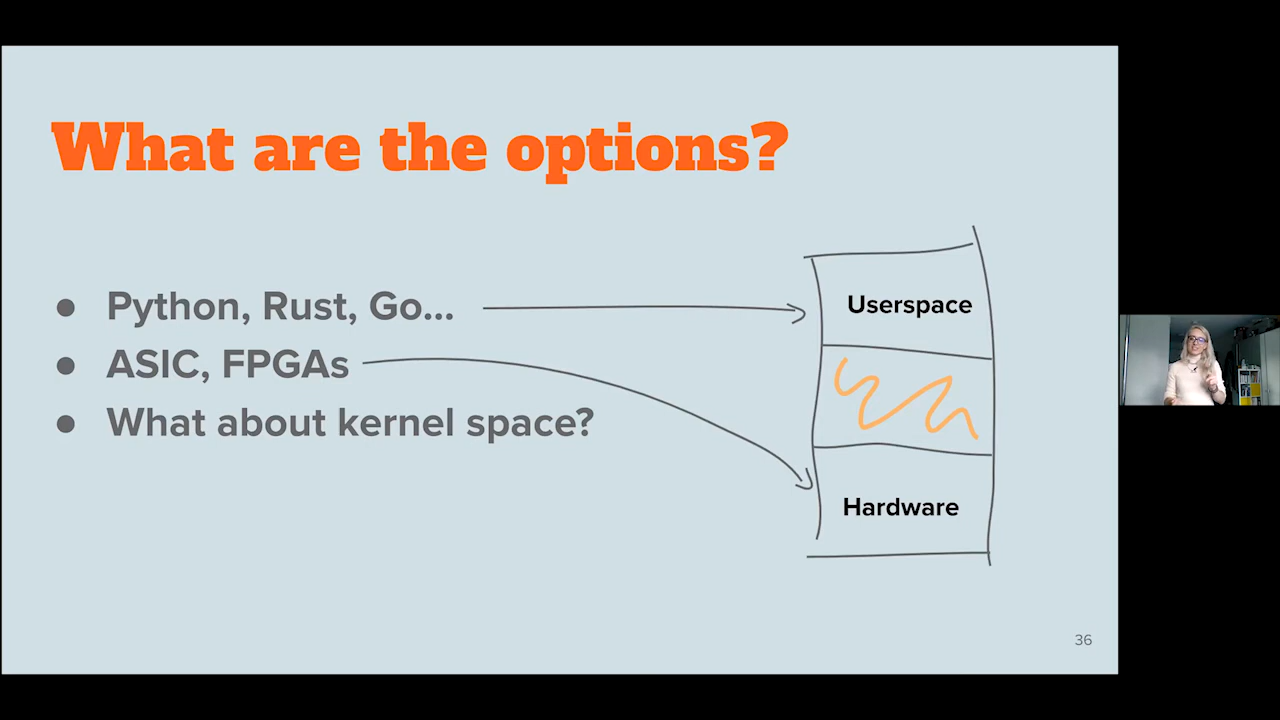 What are the options?
● Python, Rust, Go...
● ASIC, FPGAs
● What about kernel space?
Userspace
Hardware
36